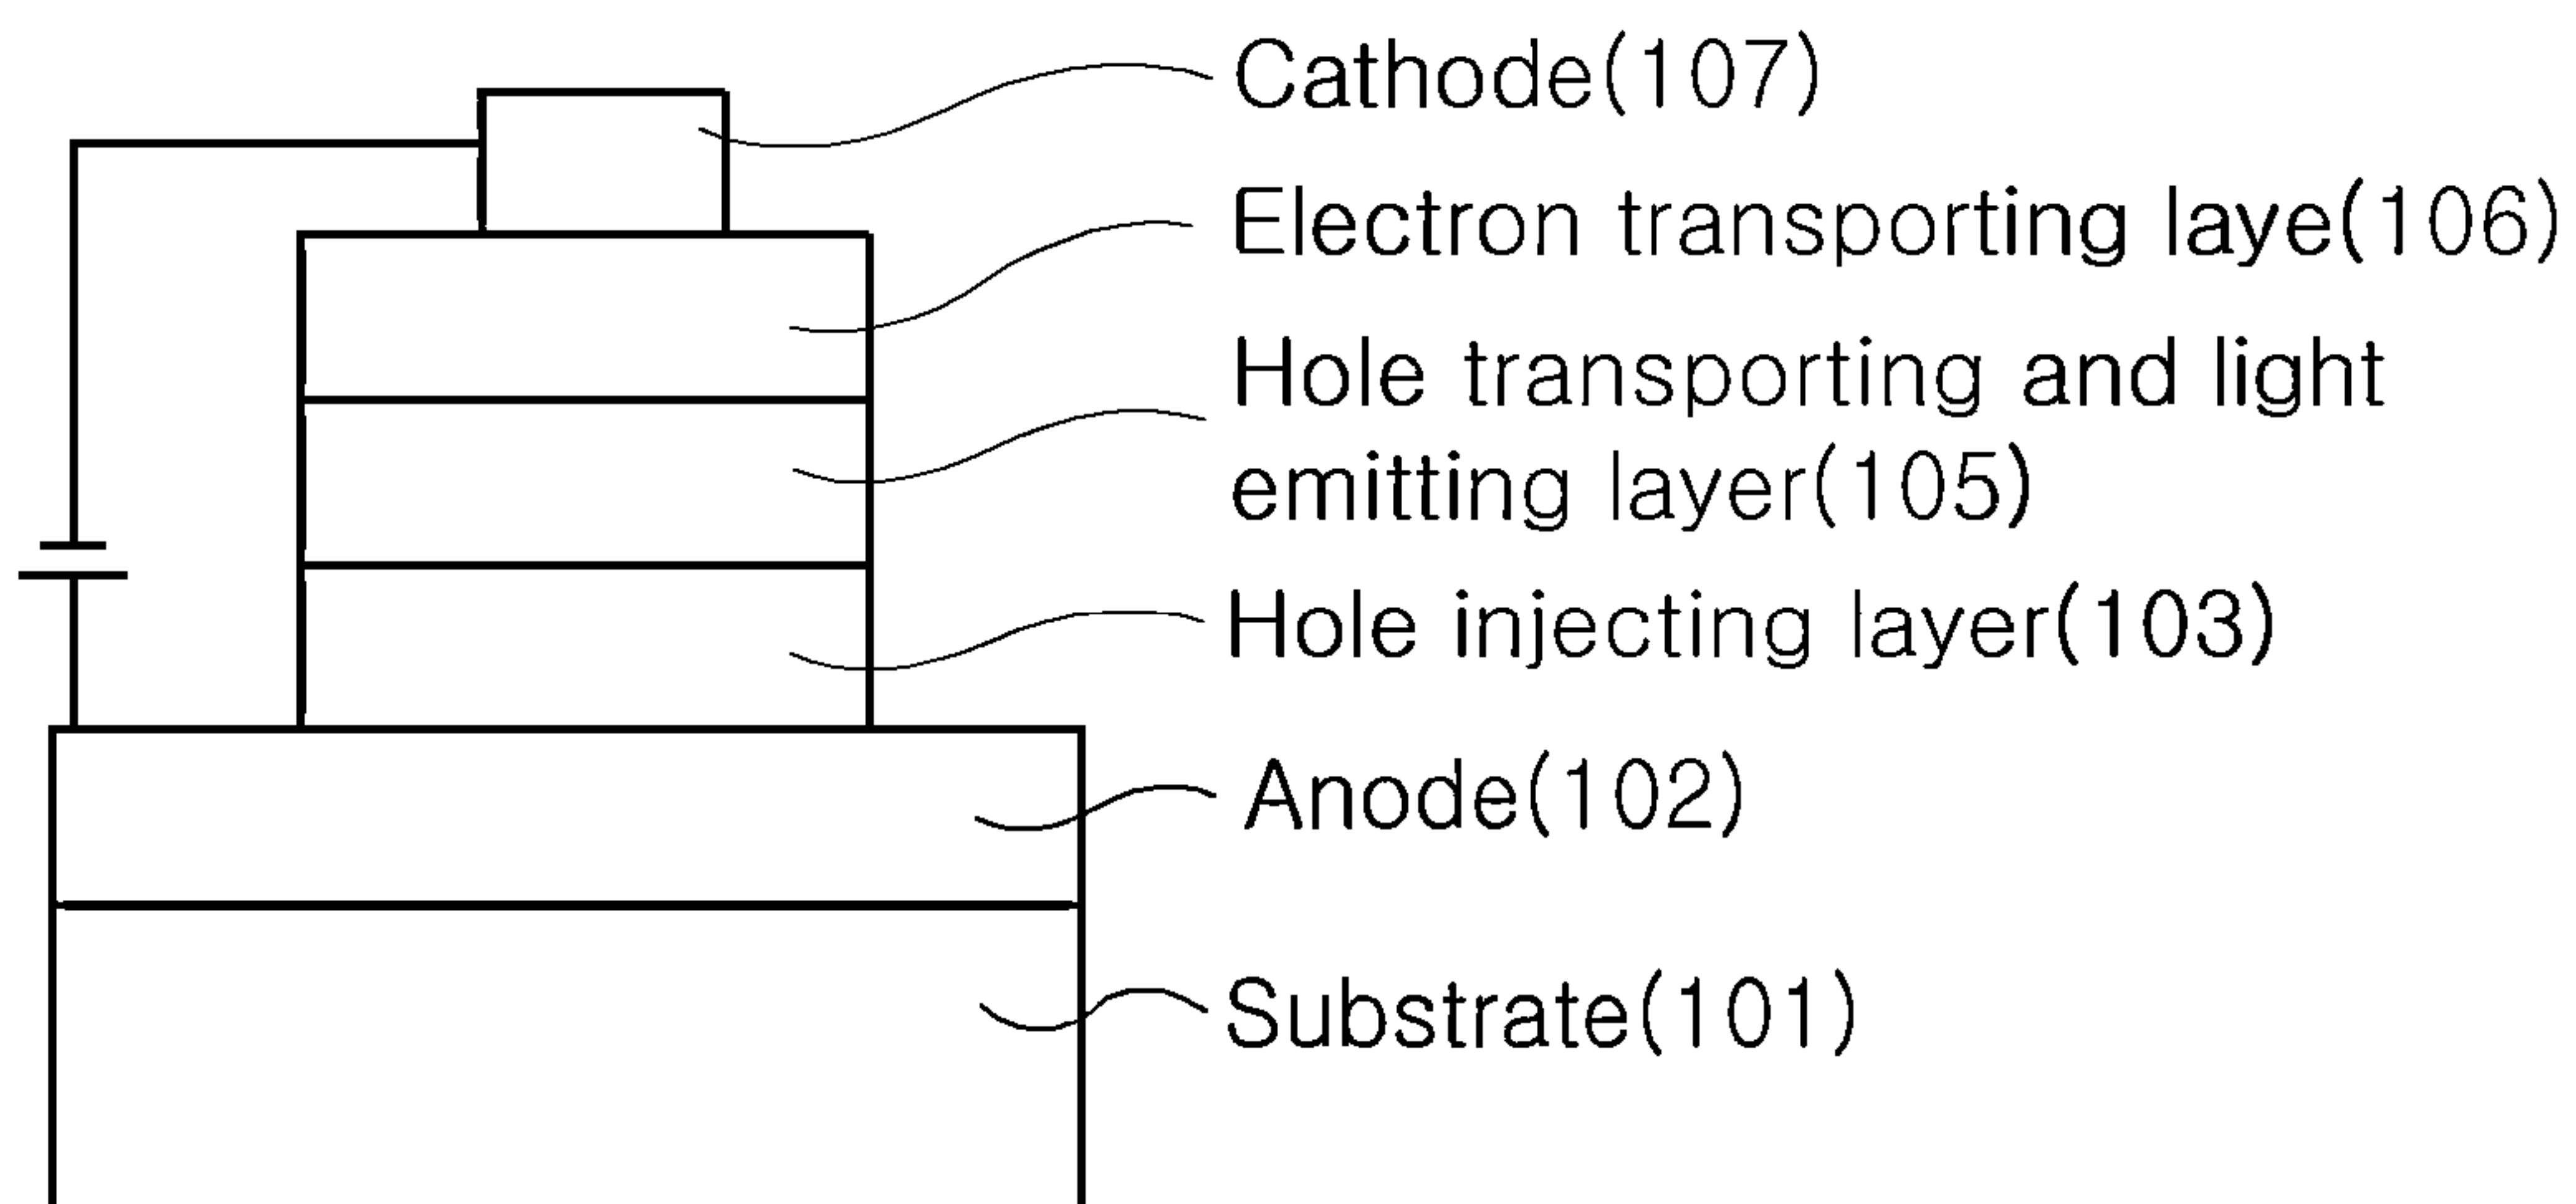 Cathode(107)
Electron transporting laye(106)
Hole transporting and light
emitting layer(105)
Hole injecting layer(103)
Anode(102)
Substrate(101)